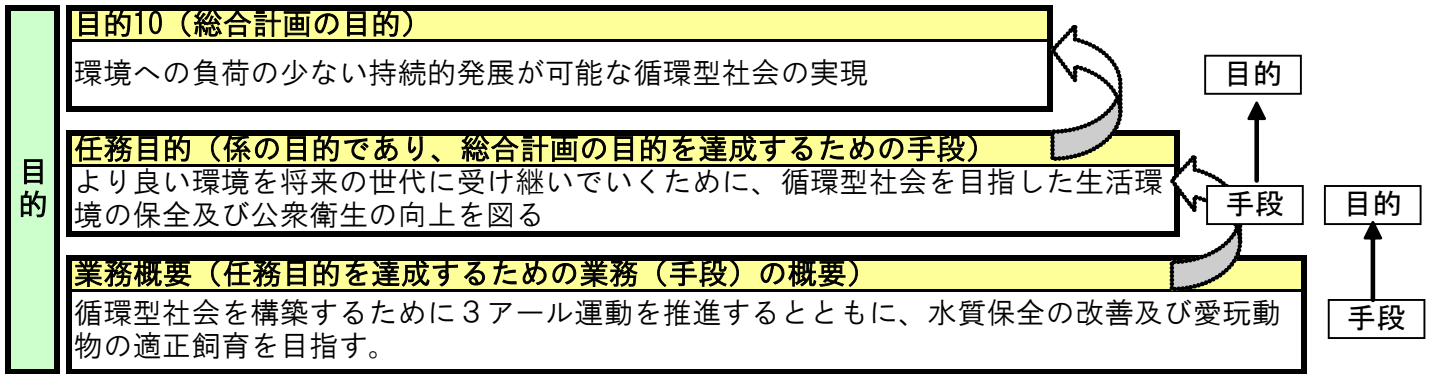 目的
目的10（総合計画の目的）
環境への負荷の少ない持続的発展が可能な循環型社会の実現
任務目的（係の目的であり、総合計画の目的を達成するための手段）
より良い環境を将来の世代に受け継いでいくために、循環型社会を目指した生活環
境の保全及び公衆衛生の向上を図る
業務概要（任務目的を達成するための業務（手段）の概要）
循環型社会を構築するために３アール運動を推進するとともに、水質保全の改善及び愛玩動
物の適正飼育を目指す。
目的
手段
目的
手段